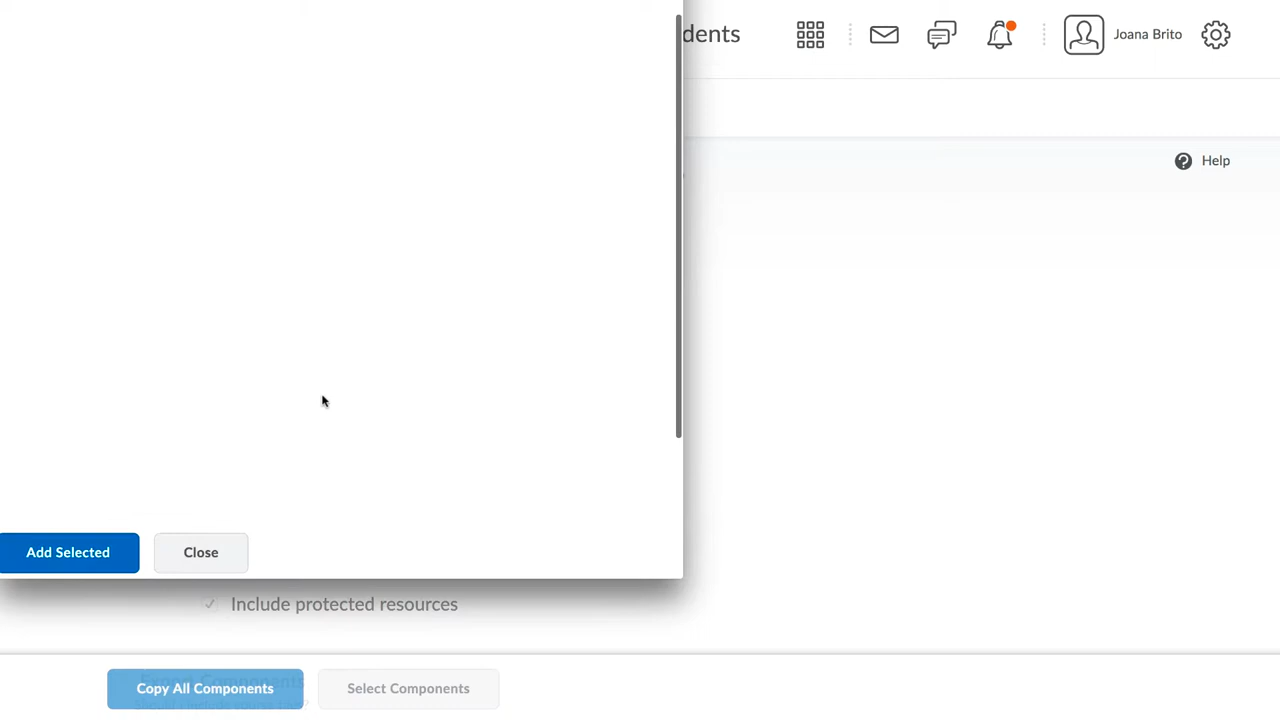 dents
Joana Brito
Help
Add Selected
Close
Include protected resources
Copy All Components
Select Components